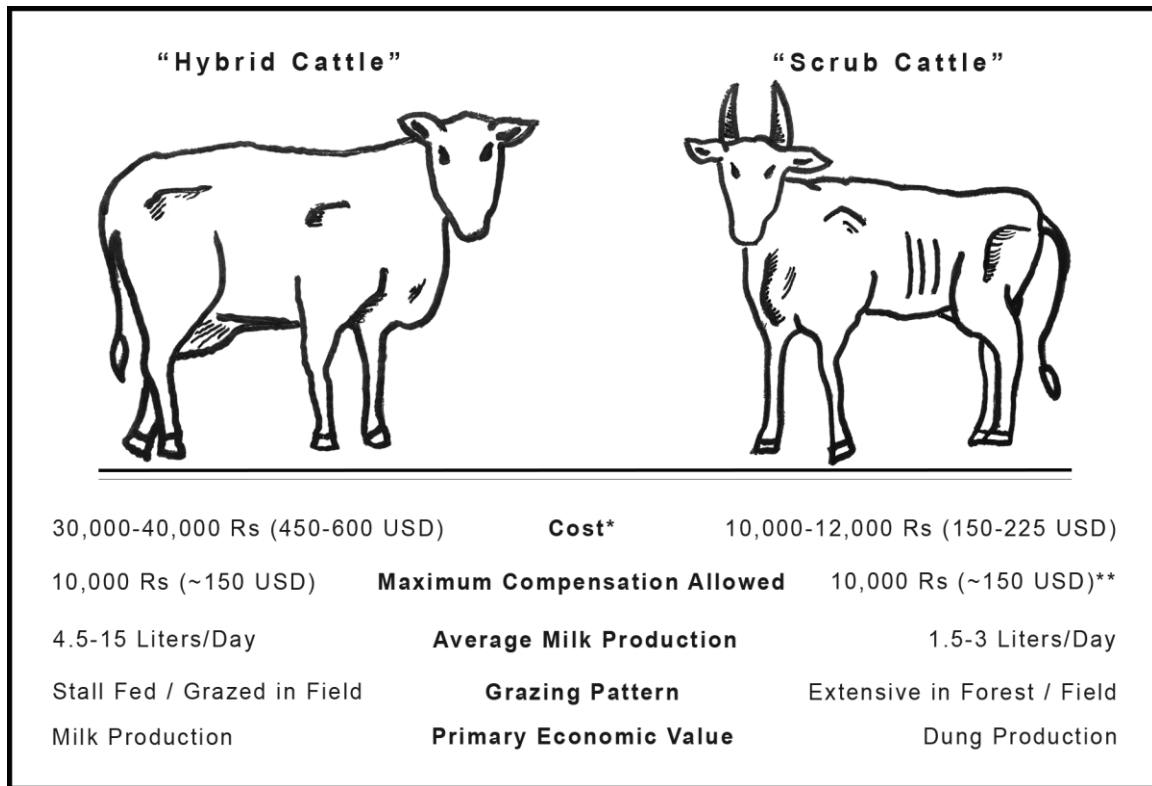 “Hybrid Cattle” “Scrub Cattle”
30,000-40,000 Rs (450-600 USD) Cost* 10,000-12,000 Rs (150-225 USD)
10,000 Rs (~150 USD) Maximum Compensation Allowed 10,000 Rs (~150 USD)**
4.5-15 Liters/Day Average Milk Production 1.5-3 Liters/Day
Stall Fed / Grazed in Field Grazing Pattern Extensive in Forest / Field
Milk Production Primary Economic Value Dung Production